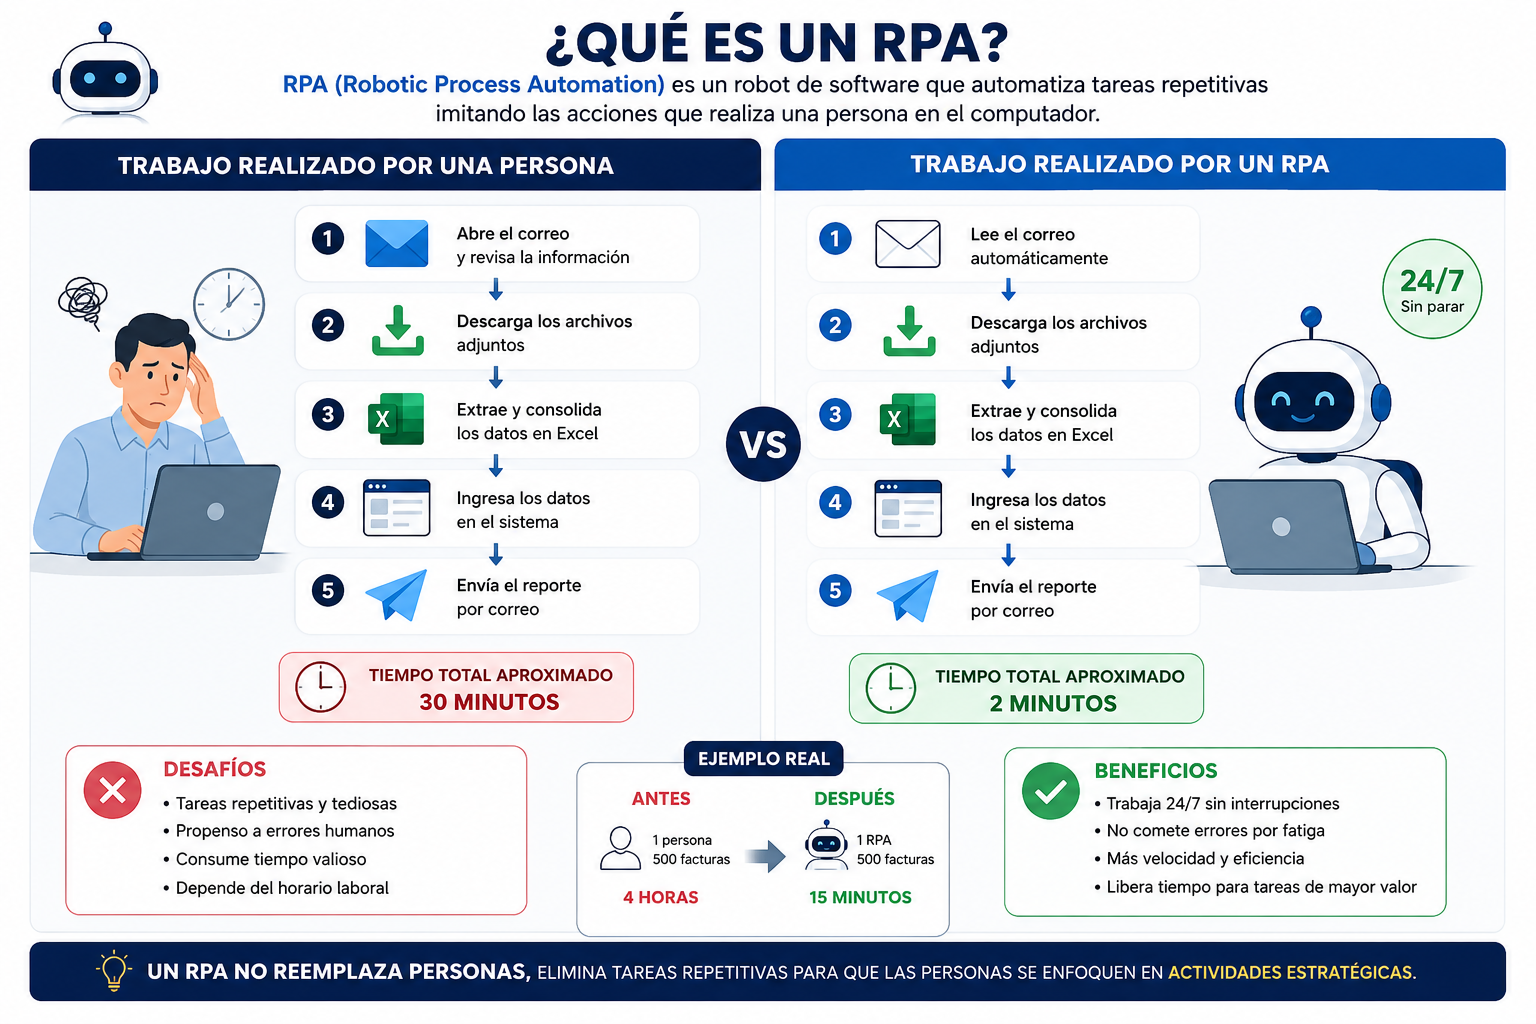 ¿QUÉ ES UN RPA?
RPA (Robotic Process Automation) es un robot de software que automatiza tareas repetitivas
imitando las acciones que realiza una persona en el computador.
TRABAJO REALIZADO POR UNA PERSONA
1
Abre el correo
y revisa la información
2
Descarga los archivos
adjuntos
3
X
Extrae y consolida
los datos en Excel
4
Ingresa los datos
en el sistema
5
Envía el reporte
por correo
TIEMPO TOTAL APROXIMADO
30 MINUTOS
DESAFÍOS
• Tareas repetitivas y tediosas
• Propenso a errores humanos
• Consume tiempo valioso
• Depende del horario laboral
VS
TRABAJO REALIZADO POR UN RPA
1
Lee el correo
automáticamente
2
Descarga los archivos
adjuntos
3
X
Extrae y consolida
los datos en Excel
4
Ingresa los datos
en el sistema
5
Envía el reporte
por correo
24/7
Sin parar
TIEMPO TOTAL APROXIMADO
2 MINUTOS
EJEMPLO REAL
ANTES
1 persona
500 facturas
4 HORAS
DESPUÉS
1 RPA
500 facturas
15 MINUTOS
BENEFICIOS
• Trabaja 24/7 sin interrupciones
• No comete errores por fatiga
• Más velocidad y eficiencia
• Libera tiempo para tareas de mayor valor
UN RPA NO REEMPLAZA PERSONAS, ELIMINA TAREAS REPETITIVAS PARA QUE LAS PERSONAS SE ENFOQUEN EN ACTIVIDADES ESTRATÉGICAS.